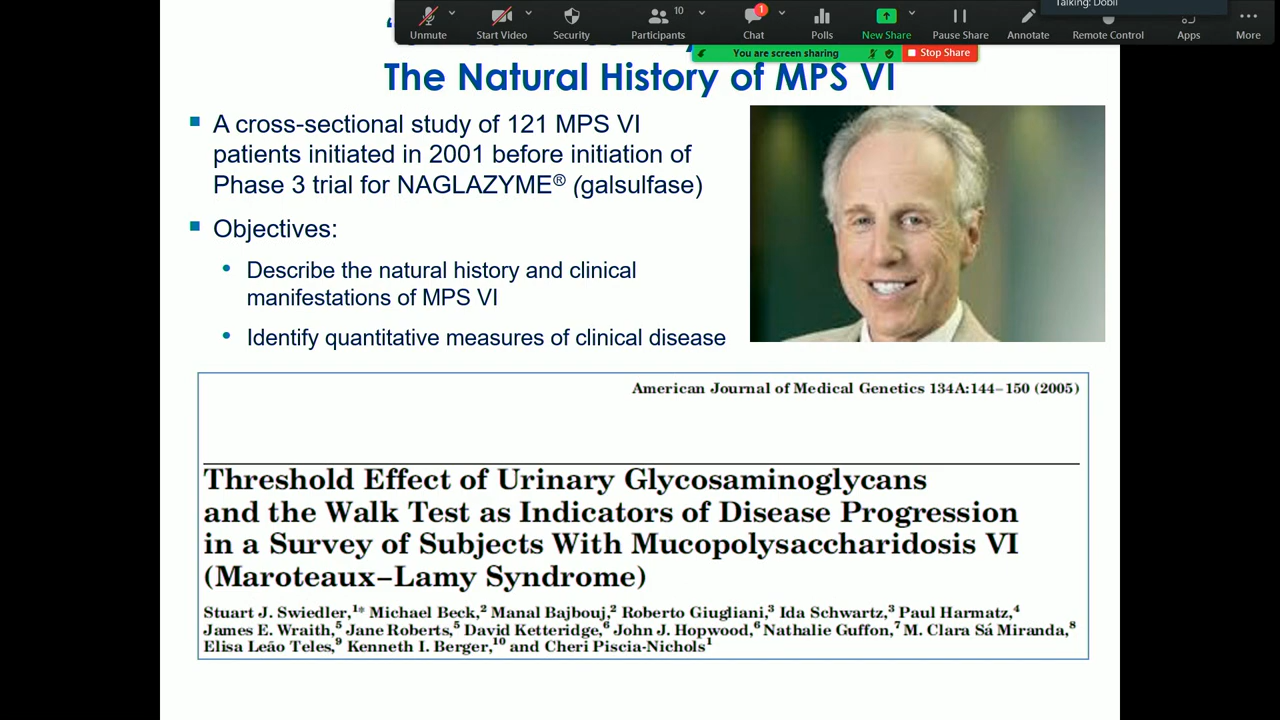 Talking: Dobil
10
1
Unmute
Start Video
Security
Participants
Chat
Polls
New Share
Pause Share
Annotate
Remote Control
Apps
More
You are screen sharing
Stop Share
The Natural History of MPS VI
A cross-sectional study of 121 MPS VI
patients initiated in 2001 before initiation of
Phase 3 trial for NAGLAZYME® (galsulfase)
Objectives:
Describe the natural history and clinical
manifestations of MPS VI
Identify quantitative measures of clinical disease
American Journal of Medical Genetics 134A:144–150 (2005)
Threshold Effect of Urinary Glycosaminoglycans
and the Walk Test as Indicators of Disease Progression
in a Survey of Subjects With Mucopolysaccharidosis VI
(Maroteaux–Lamy Syndrome)
Stuart J. Swiedler,1* Michael Beck,2 Manal Bajbouj,2 Roberto Giugliani,3 Ida Schwartz,3 Paul Harmatz,4
James E. Wraith,5 Jane Roberts,5 David Ketteridge,6 John J. Hopwood,6 Nathalie Guffon,7 M. Clara Sá Miranda,8
Elisa Leão Teles,9 Kenneth I. Berger,10 and Cheri Piscia-Nichols1